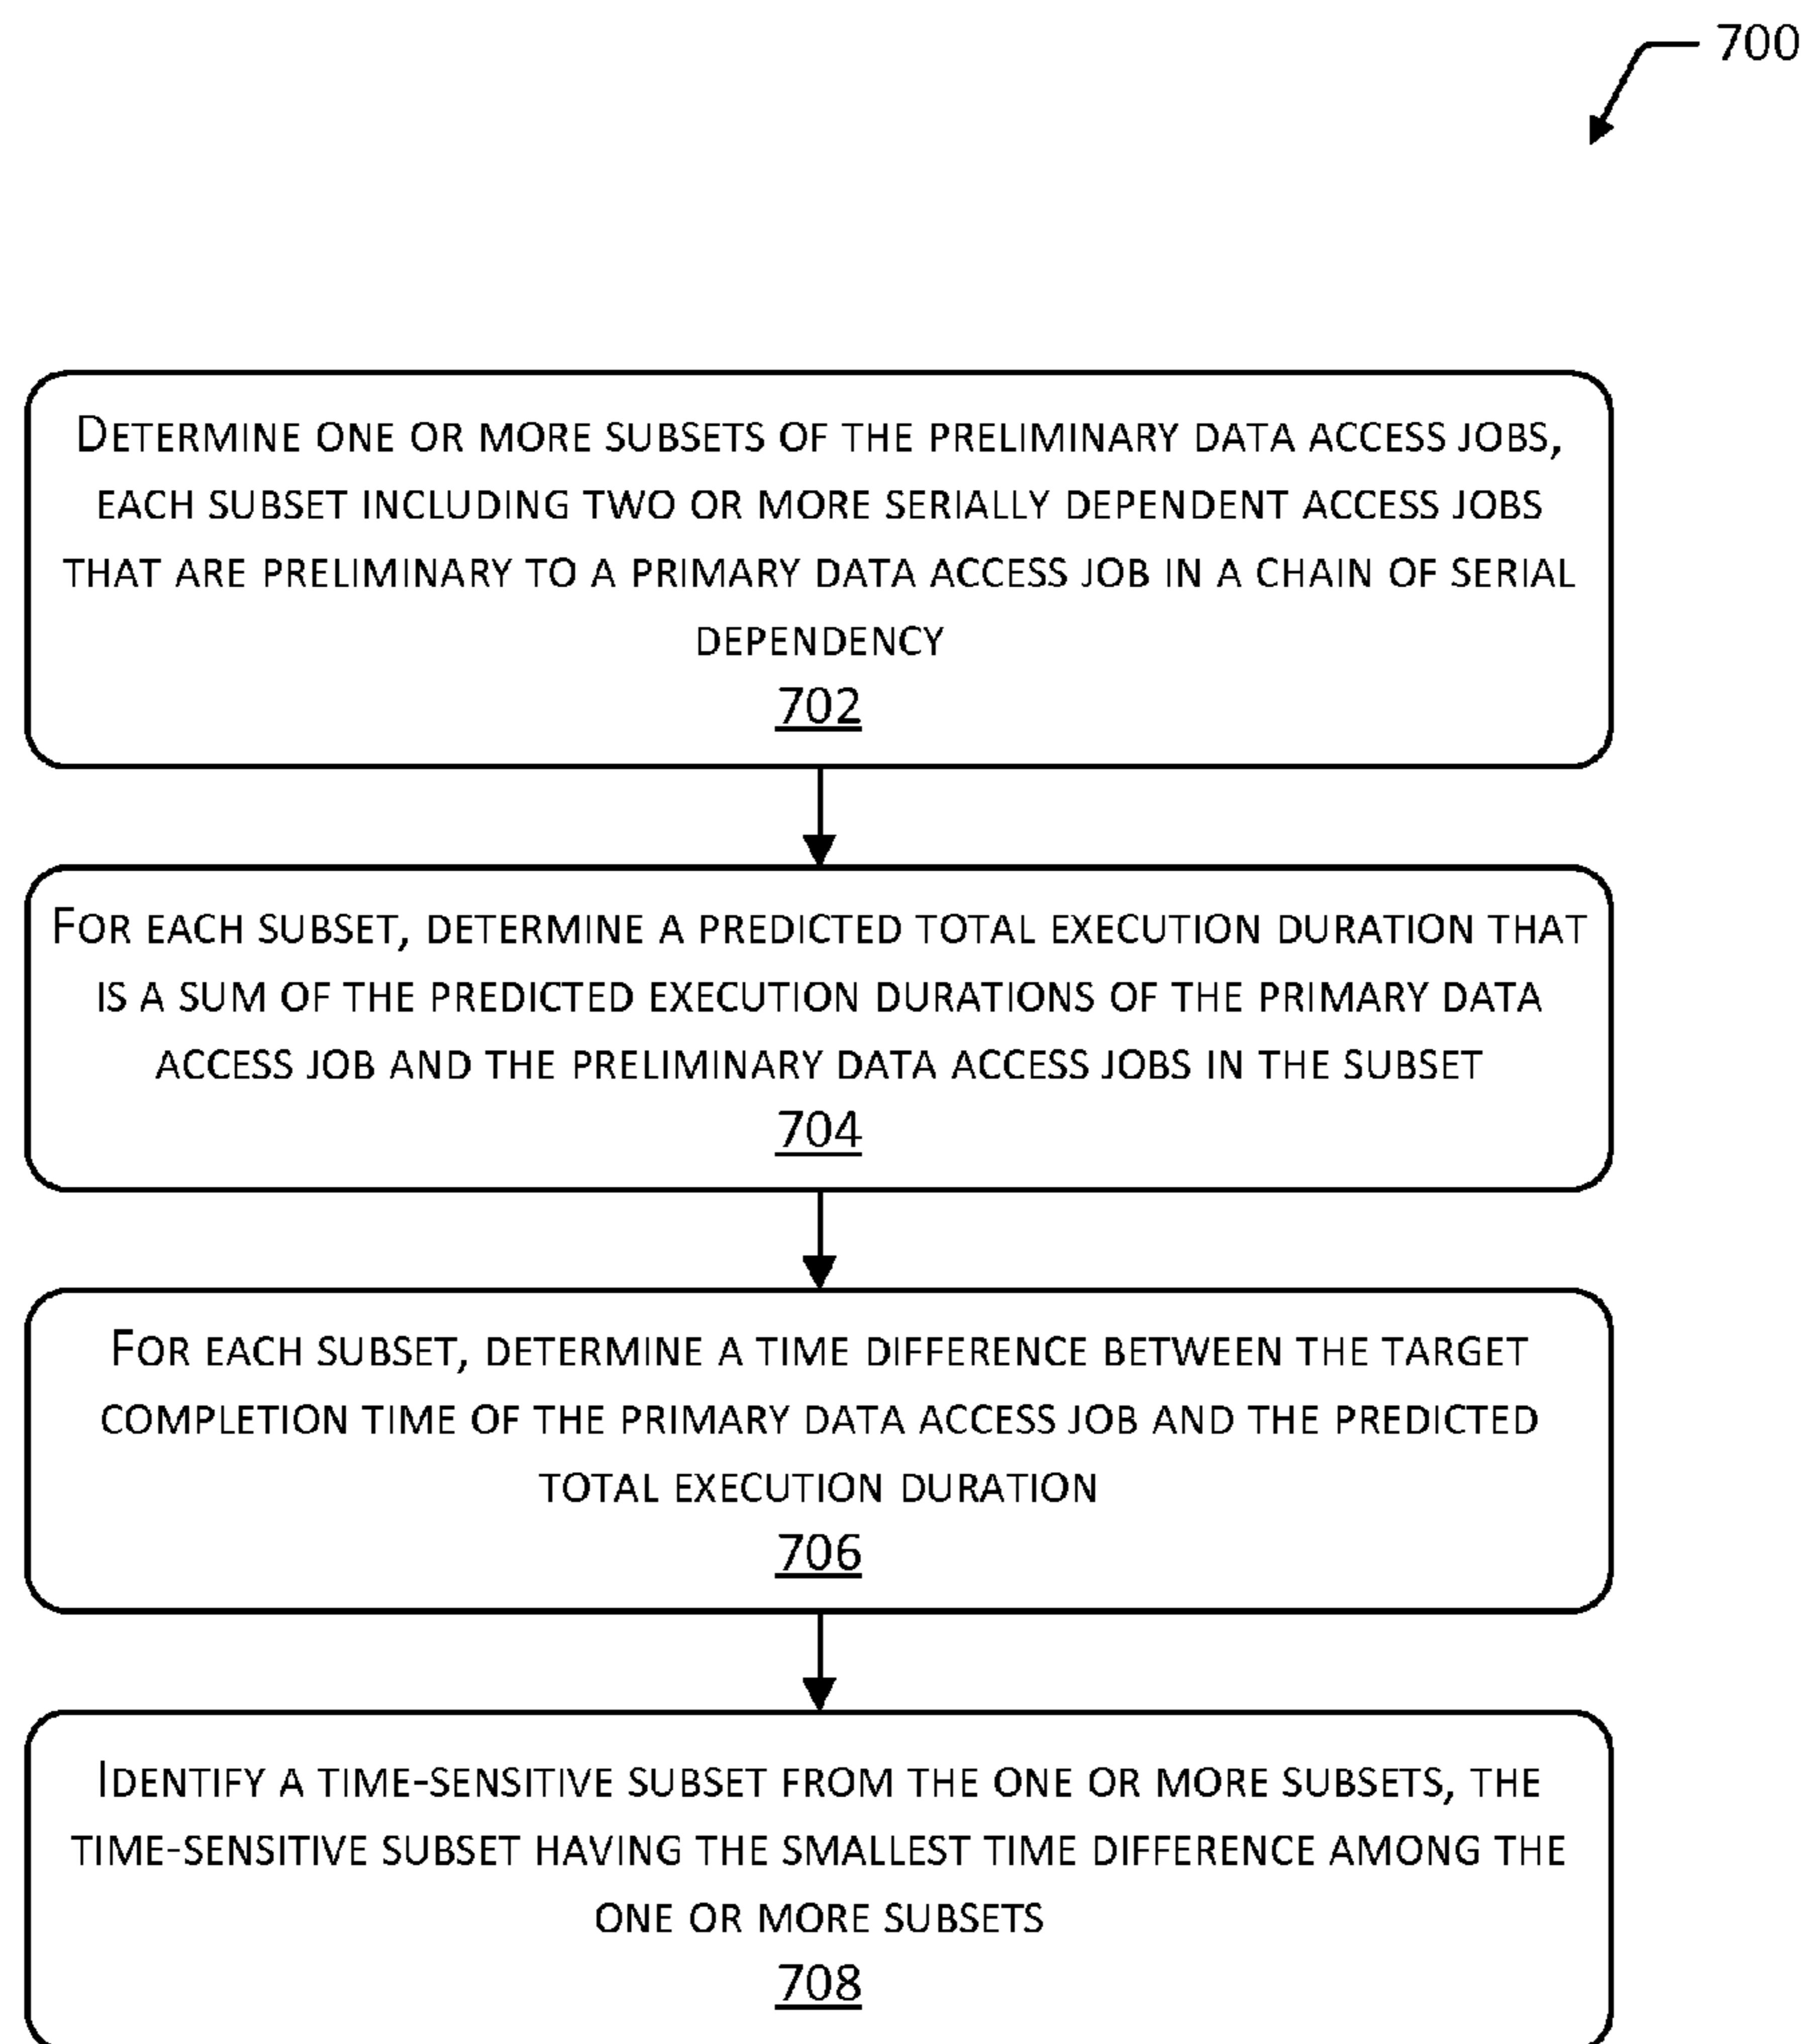 700
DETERMINE ONE OR MORE SUBSETS OF THE PRELIMINARY DATA ACCESS JOBS,
EACH SUBSET INCLUDING TWO OR MORE SERIALLY DEPENDENT ACCESS JOBS
THAT ARE PRELIMINARY TO A PRIMARY DATA ACCESS JOB IN A CHAIN OF SERIAL
DEPENDENCY
702
FOR EACH SUBSET, DETERMINE A PREDICTED TOTAL EXECUTION DURATION THAT
IS A SUM OF THE PREDICTED EXECUTION DURATIONS OF THE PRIMARY DATA
ACCESS JOB AND THE PRELIMINARY DATA ACCESS JOBS IN THE SUBSET
704
FOR EACH SUBSET, DETERMINE A TIME DIFFERENCE BETWEEN THE TARGET
COMPLETION TIME OF THE PRIMARY DATA ACCESS JOB AND THE PREDICTED
TOTAL EXECUTION DURATION
706
IDENTIFY A TIME-SENSITIVE SUBSET FROM THE ONE OR MORE SUBSETS, THE
TIME-SENSITIVE SUBSET HAVING THE SMALLEST TIME DIFFERENCE AMONG THE
ONE OR MORE SUBSETS
708